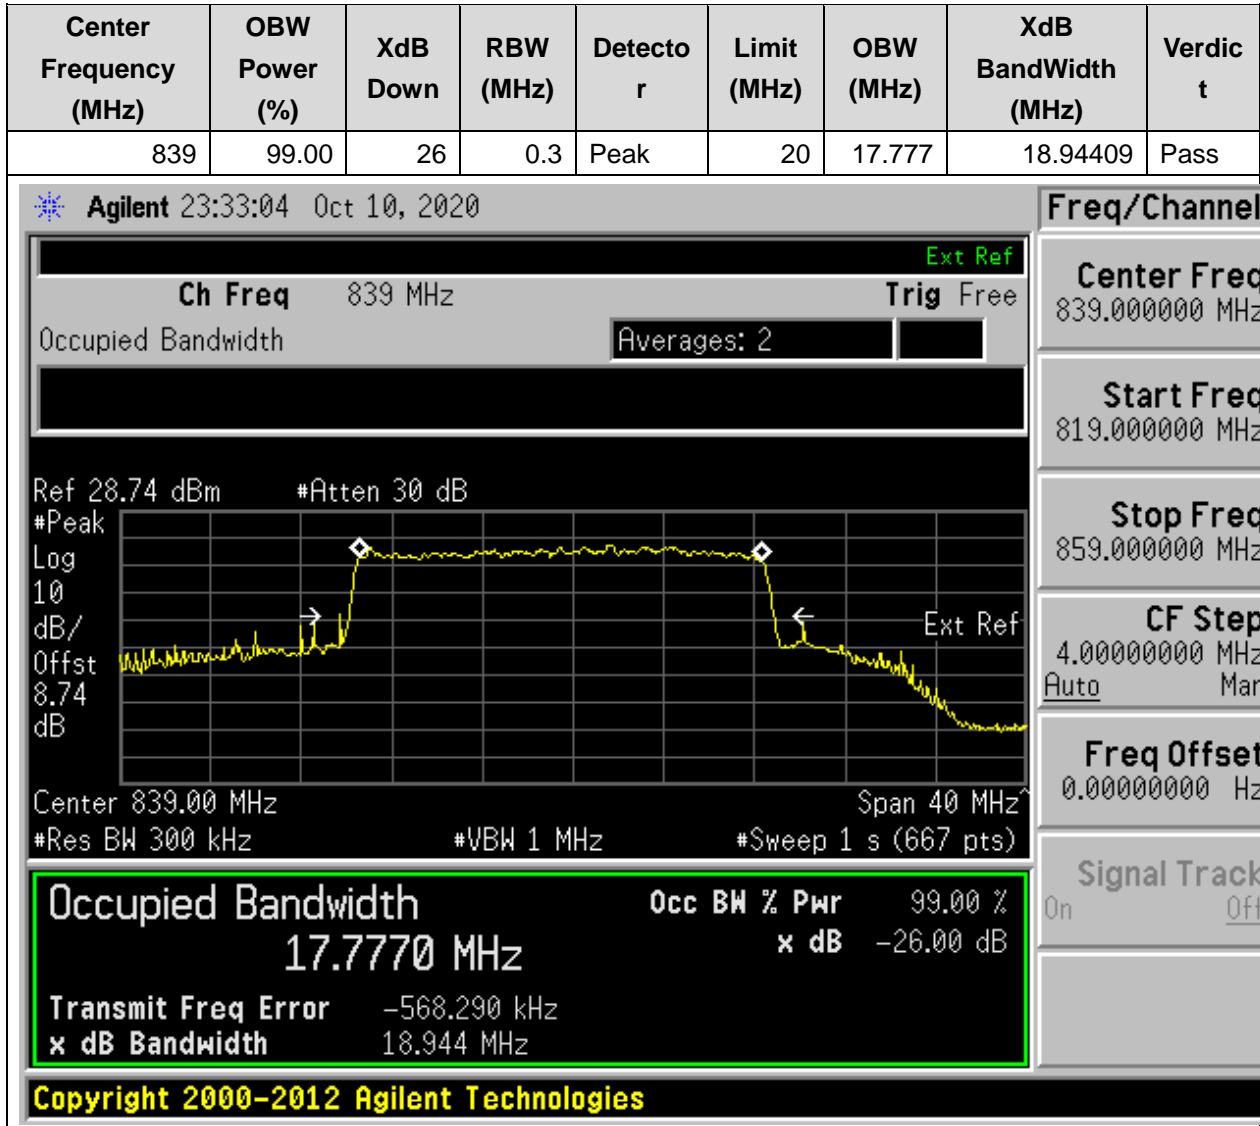 Center Frequency (MHz) OBW Power (%) XdB Down RBW (MHz) Detecto r Limit (MHz) OBW (MHz) XdB BandWidth (MHz) Verdic t
839 99.00 26 0.3 Peak 20 17.777 18.94409 Pass
Agilent 23:33:04 Oct 10, 2020 Freq/Channel
Ext Ref
Ch Freq 839 MHz Trig Free
Occupied Bandwidth Averages: 2
Center Freq
839.000000 MHz
Start Freq
819.000000 MHz
Stop Freq
859.000000 MHz
CF Step
4.00000000 MHz
Auto Man
Freq Offset
0.00000000 Hz
Signal Track
On Off
Ref 28.74 dBm #Atten 30 dB
#Peak
Log
10
dB/
Offst
8.74
dB
Ext Ref
Center 839.00 MHz Span 40 MHz^
#Res BW 300 kHz #VBW 1 MHz #Sweep 1 s (667 pts)
Occupied Bandwidth Occ BW % Pwr 99.00 %
17.7770 MHz x dB -26.00 dB
Transmit Freq Error -568.290 kHz
x dB Bandwidth 18.944 MHz
Copyright 2000-2012 Agilent Technologies